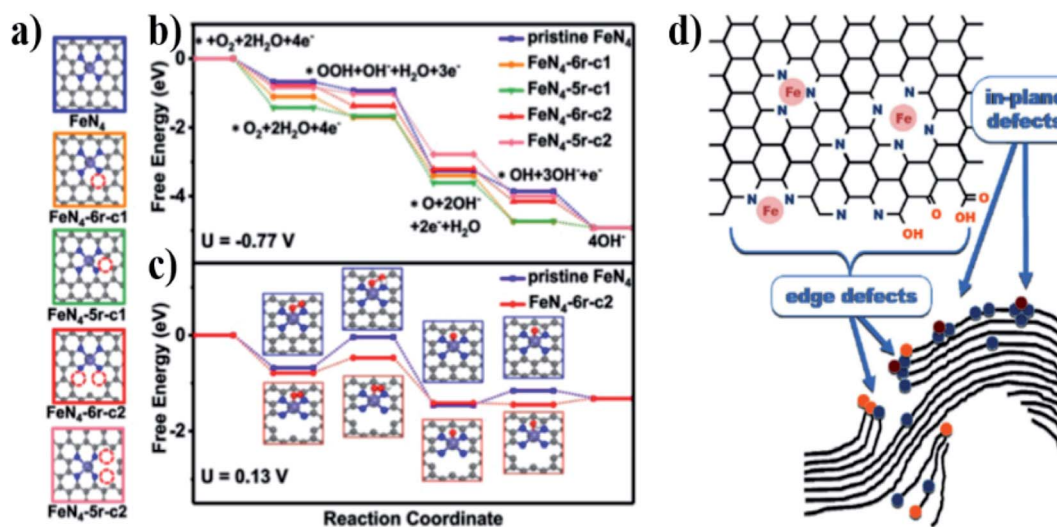 a)
FeN₄
FeN₄-6r-c1
FeN₄-5r-c1
FeN₄-6r-c2
FeN₄-5r-c2
b)
Free Energy (eV)
0
-2
-4
* +O₂+2H₂O+4e⁻
* OOH+OH⁻+H₂O+3e⁻
* O₂+2H₂O+4e⁻
* O+2OH⁻
+2e⁻+H₂O
* OH+3OH⁻+e⁻
4OH⁻
pristine FeN₄
FeN₄-6r-c1
FeN₄-5r-c1
FeN₄-6r-c2
FeN₄-5r-c2
U = -0.77 V
c)
Free Energy (eV)
0
-2
pristine FeN₄
FeN₄-6r-c2
U = 0.13 V
Reaction Coordinate
d)
N
N
Fe
N
N
N
N
Fe
N
N
N
N
Fe
N
N
OH
O
OH
O
in-plane
defects
edge defects